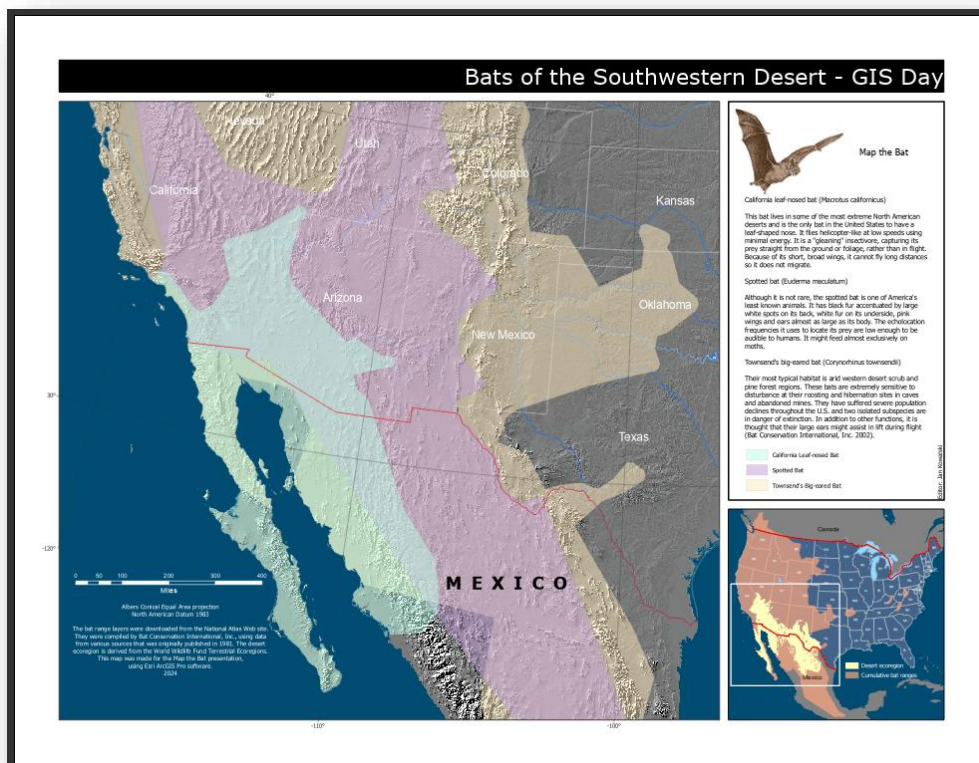 Bats of the Southwestern Desert - GIS Day
40°
Nevada
Utah
Colorado
California
Kansas
Arizona
Oklahoma
New Mexico
30°
Texas
-120°
MEXICO
0 50 100 200 300 400
Miles
Albers Conical Equal Area projection
North American Datum 1983
The bat range layers were downloaded from the National Atlas Web site.
They were compiled by Bat Conservation International, Inc., using data
from various sources that was originally published in 1981. The desert
ecoregion is derived from the World Wildlife Fund Terrestrial Ecoregions.
This map was made for the Map the Bat presentation,
using Esri ArcGIS Pro software.
2024
-110°
-100°
Map the Bat
California leaf-nosed bat (Macrotus californicus)
This bat lives in some of the most extreme North American
deserts and is the only bat in the United States to have a
leaf-shaped nose. It flies helicopter-like at low speeds using
minimal energy. It is a "gleaning" insectivore, capturing its
prey straight from the ground or foliage, rather than in flight.
Because of its short, broad wings, it cannot fly long distances
so it does not migrate.
Spotted bat (Euderma maculatum)
Although it is not rare, the spotted bat is one of America's
least known animals. It has black fur accentuated by large
white spots on its back, white fur on its underside, pink
wings and ears almost as large as its body. The echolocation
frequencies it uses to locate its prey are low enough to be
audible to humans. It might feed almost exclusively on
moths.
Townsend's big-eared bat (Corynorhinus townsendii)
Their most typical habitat is arid western desert scrub and
pine forest regions. These bats are extremely sensitive to
disturbance at their roosting and hibernation sites in caves
and abandoned mines. They have suffered severe population
declines throughout the U.S. and two isolated subspecies are
in danger of extinction. In addition to other functions, it is
thought that their large ears might assist in lift during flight
(Bat Conservation International, Inc. 2002).
California Leaf-nosed Bat
Spotted Bat
Townsend's Big-eared Bat
Editor: Jan Kowalski
Canada
Mexico
Desert ecoregion
Cumulative bat ranges